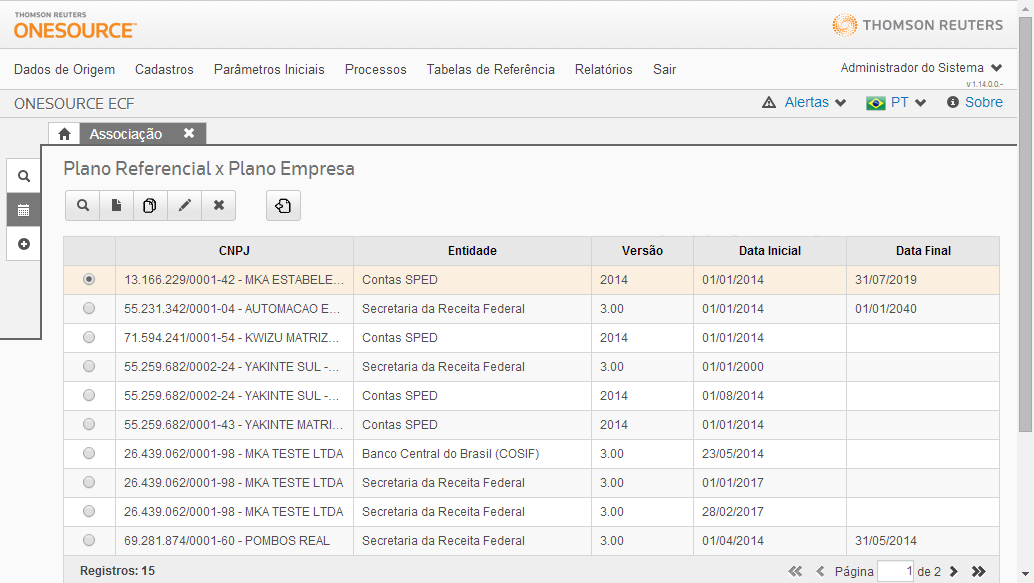 THOMSON REUTERS
ONESOURCE™
THOMSON REUTERS
Dados de Origem Cadastros Parâmetros Iniciais Processos Tabelas de Referência Relatórios Sair
Administrador do Sistema
v 1.14.0.0.-
ONESOURCE ECF
Alertas PT Sobre
Associação
Plano Referencial x Plano Empresa
CNPJ Entidade Versão Data Inicial Data Final
13.166.229/0001-42 - MKA ESTABELE... Contas SPED 2014 01/01/2014 31/07/2019
55.231.342/0001-04 - AUTOMACAO E... Secretaria da Receita Federal 3.00 01/01/2014 01/01/2040
71.594.241/0001-54 - KWIZU MATRIZ... Contas SPED 2014 01/01/2014
55.259.682/0002-24 - YAKINTE SUL -... Secretaria da Receita Federal 3.00 01/01/2000
55.259.682/0002-24 - YAKINTE SUL -... Contas SPED 2014 01/08/2014
55.259.682/0001-43 - YAKINTE MATRI... Contas SPED 2014 01/01/2014
26.439.062/0001-98 - MKA TESTE LTDA Banco Central do Brasil (COSIF) 3.00 23/05/2014
26.439.062/0001-98 - MKA TESTE LTDA Secretaria da Receita Federal 3.00 01/01/2017
26.439.062/0001-98 - MKA TESTE LTDA Secretaria da Receita Federal 3.00 28/02/2017
69.281.874/0001-60 - POMBOS REAL Secretaria da Receita Federal 3.00 01/04/2014 31/05/2014
Registros: 15 Página 1 de 2